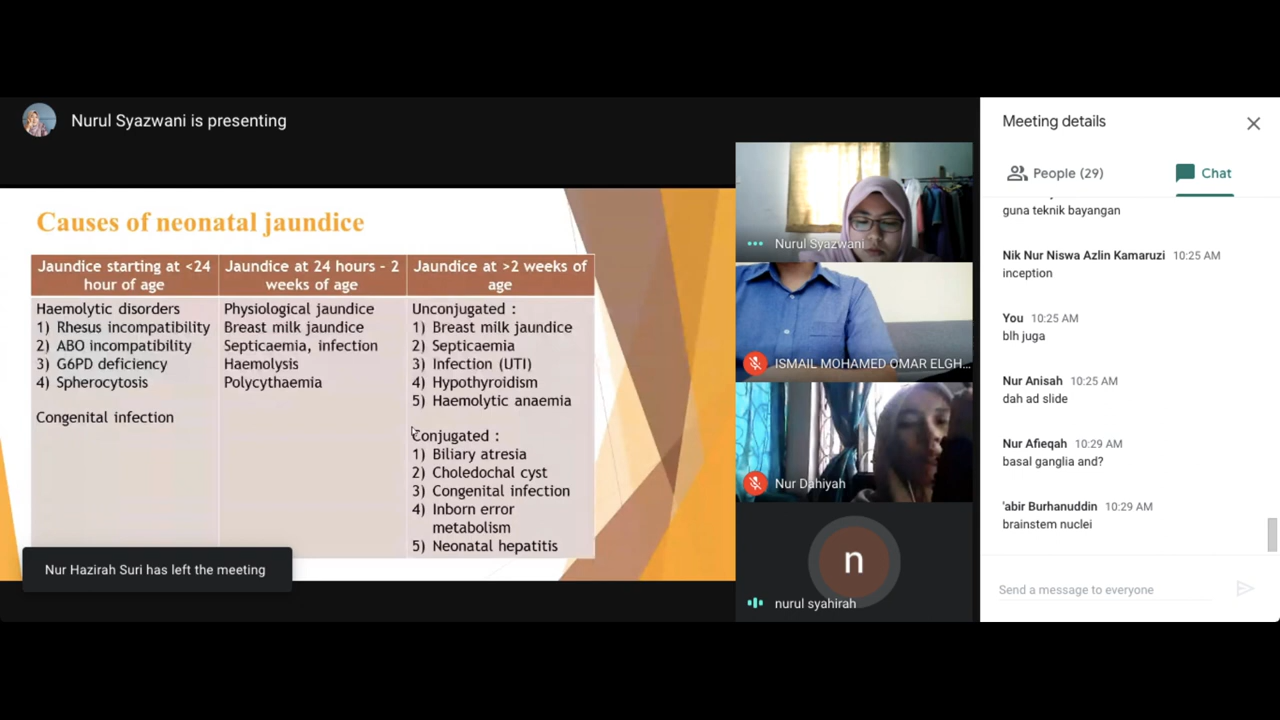 Nurul Syazwani is presenting
Causes of neonatal jaundice
Jaundice starting at <24
hour of age
Haemolytic disorders
1) Rhesus incompatibility
2) ABO incompatibility
3) G6PD deficiency
4) Spherocytosis
Congenital infection
Jaundice at 24 hours - 2
weeks of age
Physiological jaundice
Breast milk jaundice
Septicaemia, infection
Haemolysis
Polycythaemia
Jaundice at >2 weeks of
age
Unconjugated :
1) Breast milk jaundice
2) Septicaemia
3) Infection (UTI)
4) Hypothyroidism
5) Haemolytic anaemia
Conjugated :
1) Biliary atresia
2) Choledochal cyst
3) Congenital infection
4) Inborn error
metabolism
5) Neonatal hepatitis
Nur Hazirah Suri has left the meeting
Nurul Syazwani
ISMAIL MOHAMED OMAR ELGH...
Nur Dahiyah
n
nurul syahirah
Meeting details
People (29)
Chat
guna teknik bayangan
Nik Nur Niswa Azlin Kamaruzi 10:25 AM
inception
You 10:25 AM
blh juga
Nur Anisah 10:25 AM
dah ad slide
Nur Afieqah 10:29 AM
basal ganglia and?
'abir Burhanuddin 10:29 AM
brainstem nuclei
Send a message to everyone